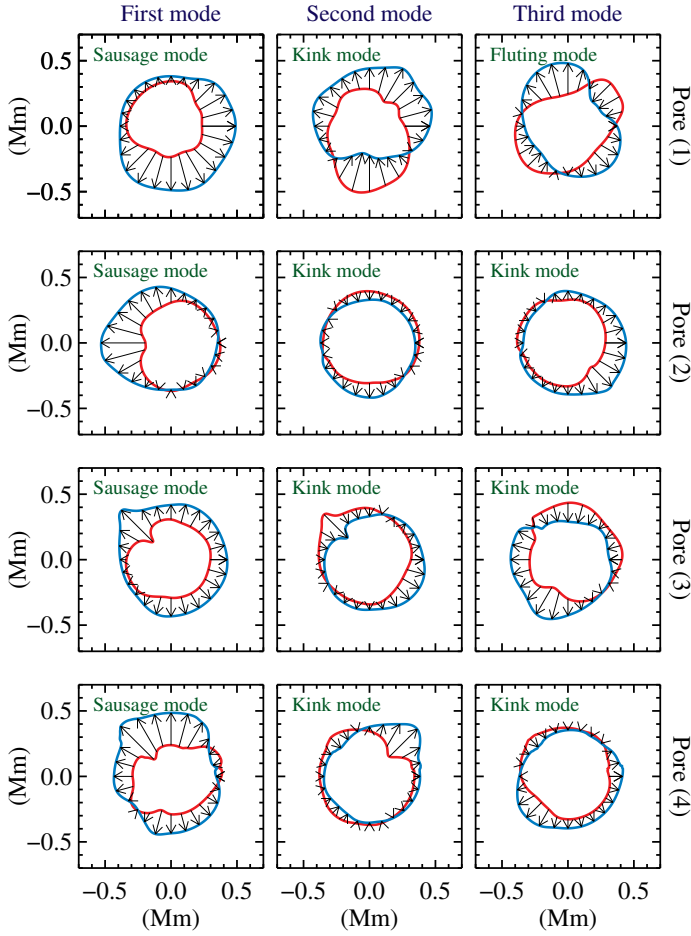 First mode Second mode Third mode
Sausage mode Kink mode Fluting mode
0.5
0.0
−0.5
(Mm)
Pore (1)
Sausage mode Kink mode Kink mode
0.5
0.0
−0.5
(Mm)
Pore (2)
Sausage mode Kink mode Kink mode
0.5
0.0
−0.5
(Mm)
Pore (3)
Sausage mode Kink mode Kink mode
0.5
0.0
−0.5
(Mm)
Pore (4)
−0.5 0.0 0.5 −0.5 0.0 0.5 −0.5 0.0 0.5
(Mm) (Mm) (Mm)